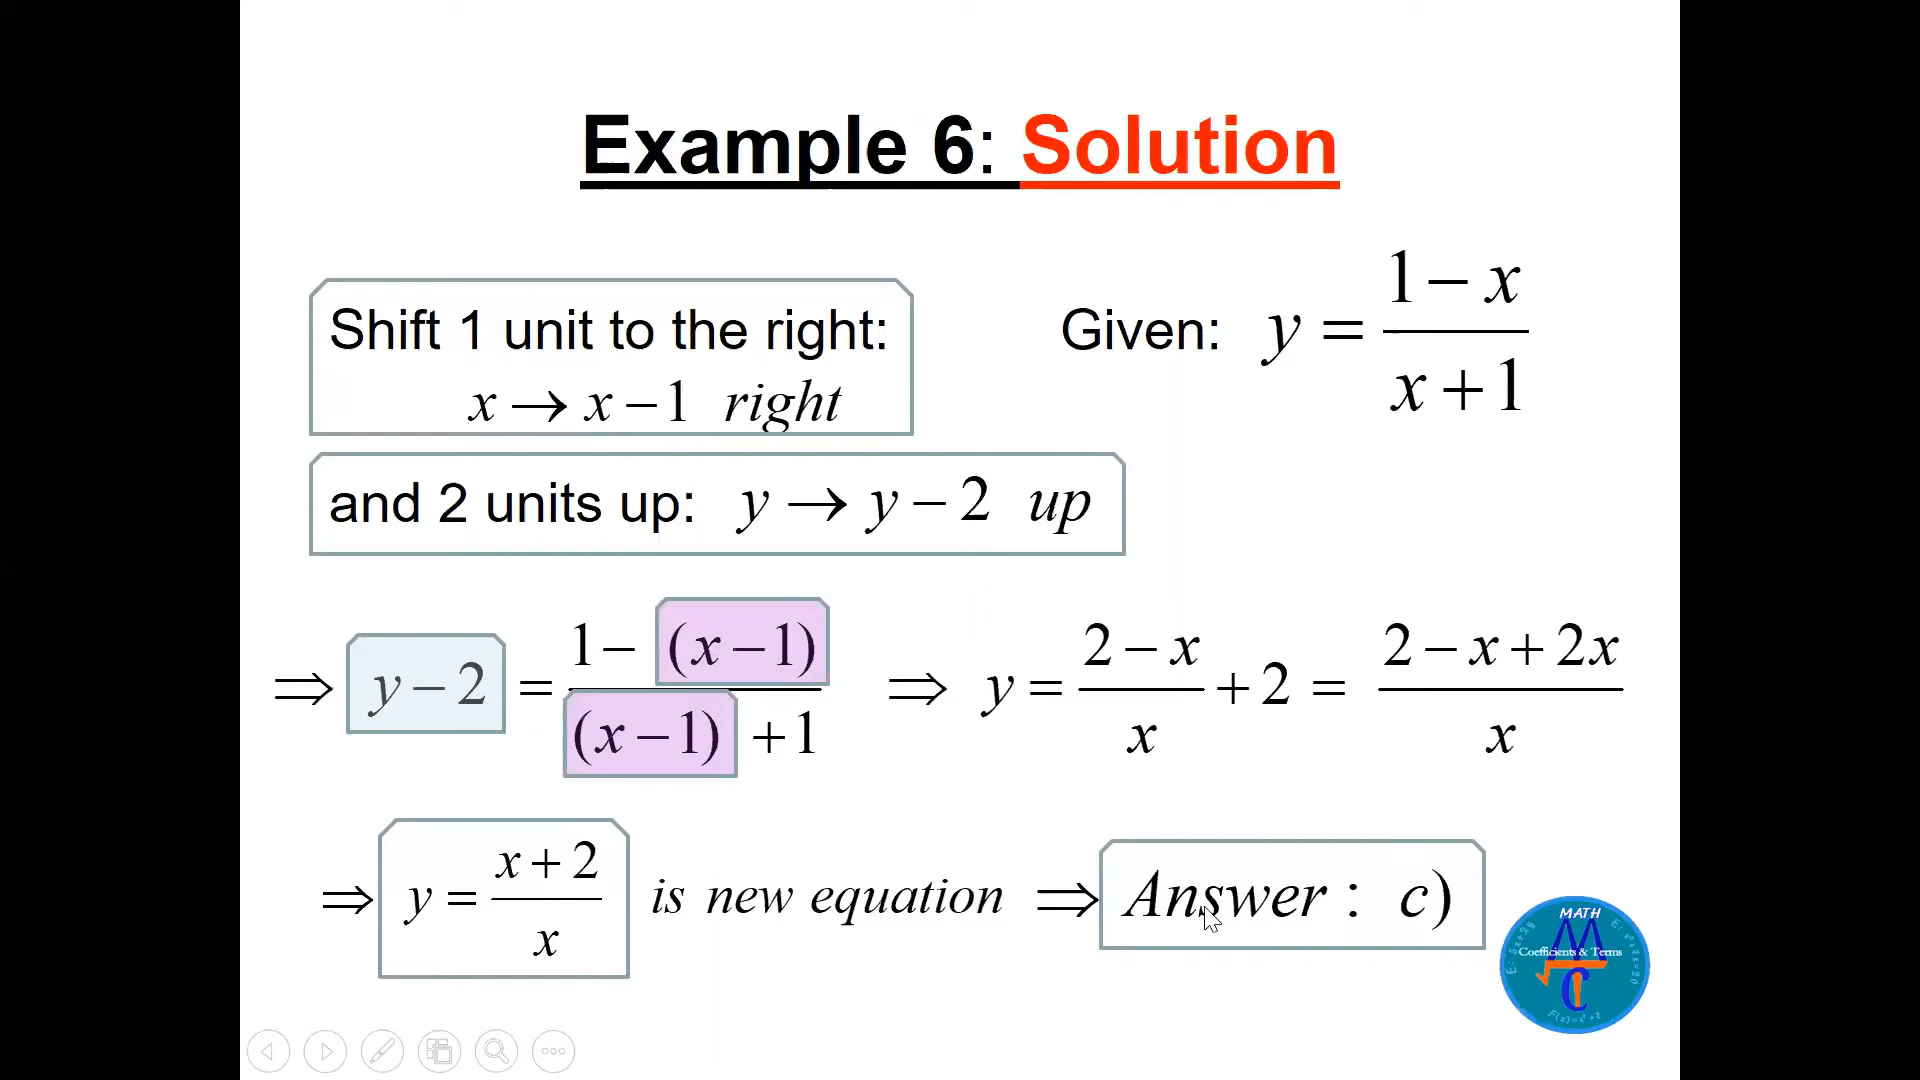 Example 6: Solution
Shift 1 unit to the right:
x → x − 1 right
Given: y = (1 − x)/(x + 1)
and 2 units up: y → y − 2 up
⇒ y − 2 = (1 − (x − 1))/((x − 1) + 1) ⇒ y = (2 − x)/x + 2 = (2 − x + 2x)/x
⇒ y = (x + 2)/x is new equation ⇒ Answer : c)
MATH
Coefficients & Terms